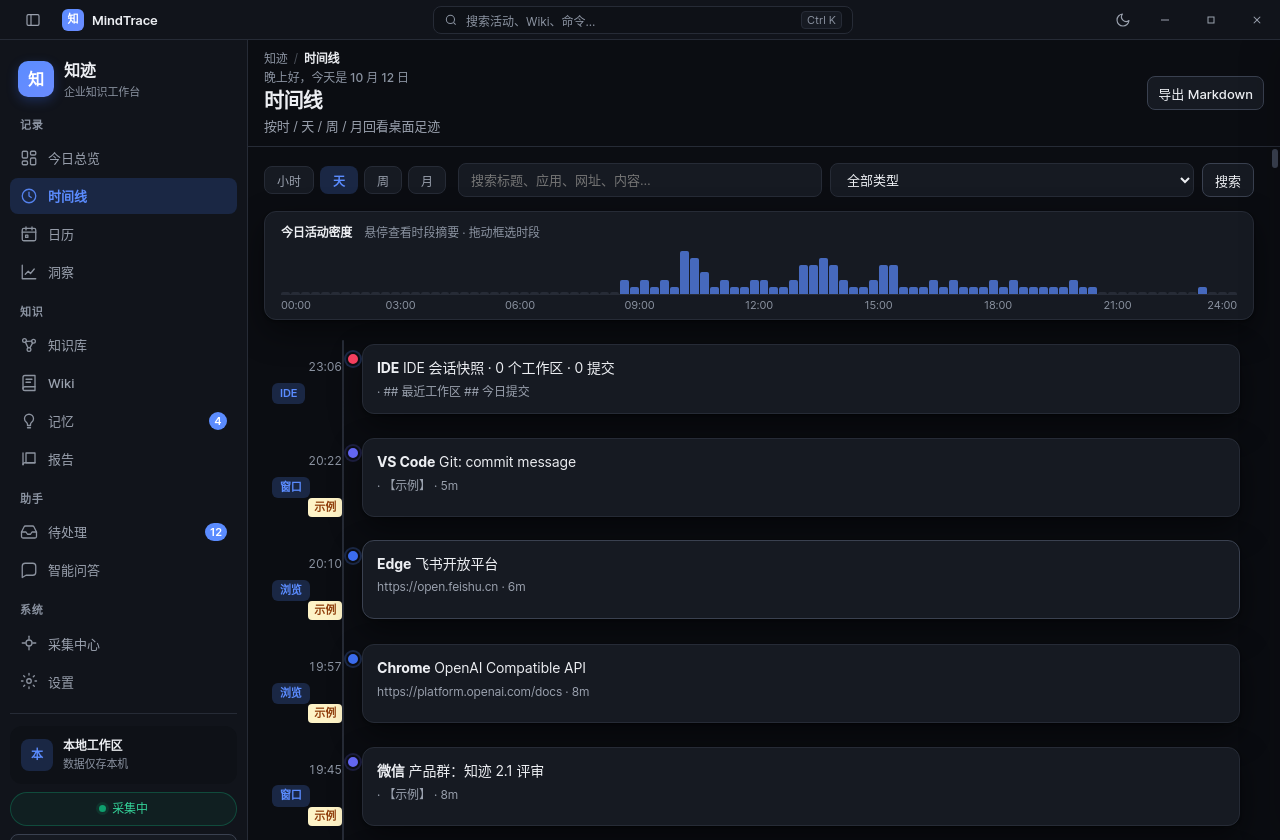 知 MindTrace
搜索活动、Wiki、命令...
Ctrl K
知
知迹
企业知识工作台
记录
今日总览
时间线
日历
洞察
知识
知识库
Wiki
记忆
4
报告
助手
待处理
12
智能问答
系统
采集中心
设置
本
本地工作区
数据仅存本机
采集中
知迹 / 时间线
晚上好，今天是 10 月 12 日
时间线
按时 / 天 / 周 / 月回看桌面足迹
导出 Markdown
小时 天 周 月
搜索标题、应用、网址、内容...
全部类型
搜索
今日活动密度 悬停查看时段摘要 · 拖动框选时段
00:00 03:00 06:00 09:00 12:00 15:00 18:00 21:00 24:00
23:06
IDE
IDE IDE 会话快照 · 0 个工作区 · 0 提交
· ## 最近工作区 ## 今日提交
20:22
窗口
示例
VS Code Git: commit message
· 【示例】 · 5m
20:10
浏览
示例
Edge 飞书开放平台
https://open.feishu.cn · 6m
19:57
浏览
示例
Chrome OpenAI Compatible API
https://platform.openai.com/docs · 8m
19:45
窗口
示例
微信 产品群：知迹 2.1 评审
· 【示例】 · 8m